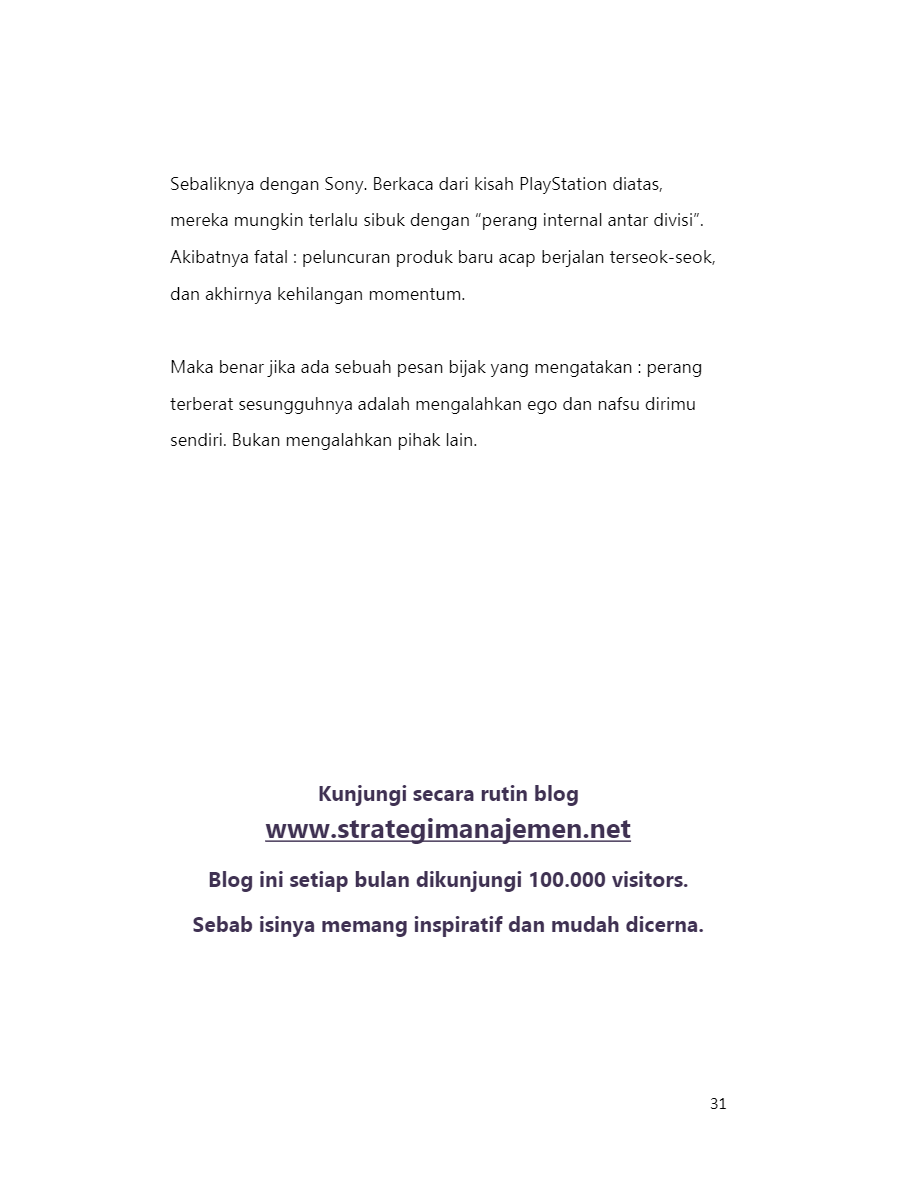 Sebaliknya dengan Sony. Berkaca dari kisah PlayStation diatas,
mereka mungkin terlalu sibuk dengan “perang internal antar divisi”.
Akibatnya fatal : peluncuran produk baru acap berjalan terseok-seok,
dan akhirnya kehilangan momentum.
Maka benar jika ada sebuah pesan bijak yang mengatakan : perang
terberat sesungguhnya adalah mengalahkan ego dan nafsu dirimu
sendiri. Bukan mengalahkan pihak lain.
Kunjungi secara rutin blog
www.strategimanajemen.net
Blog ini setiap bulan dikunjungi 100.000 visitors.
Sebab isinya memang inspiratif dan mudah dicerna.
31